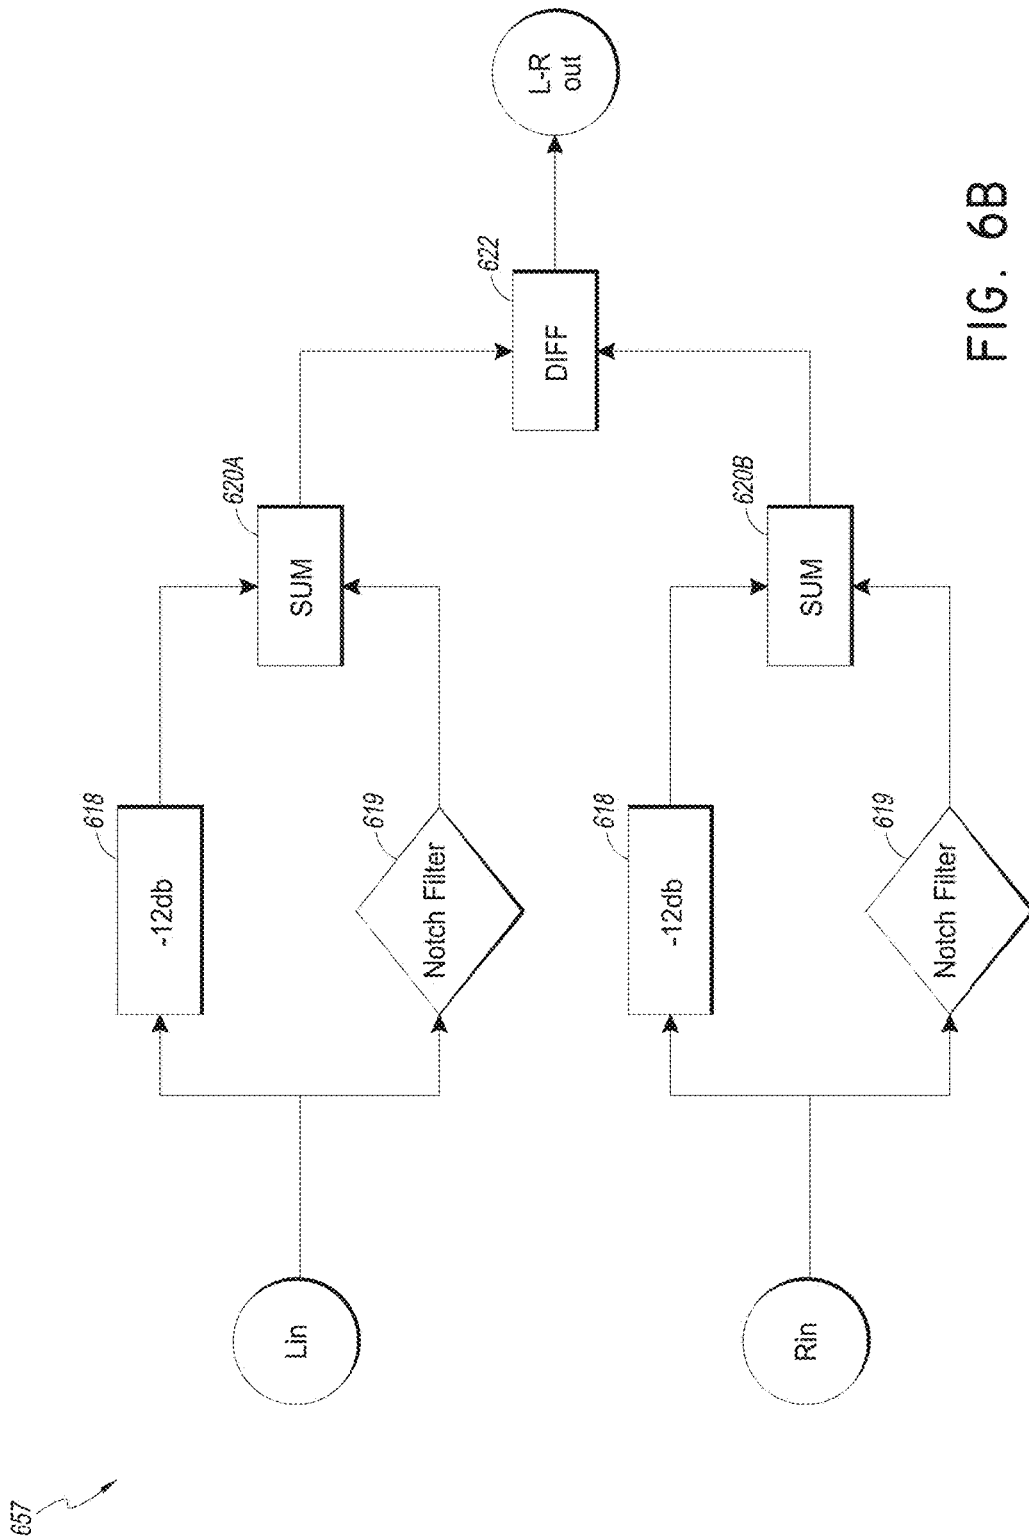 657
Lin
618
-12db
619
Notch Filter
620A
SUM
622
DIFF
L-R
out
Rin
618
-12db
619
Notch Filter
620B
SUM
FIG. 6B